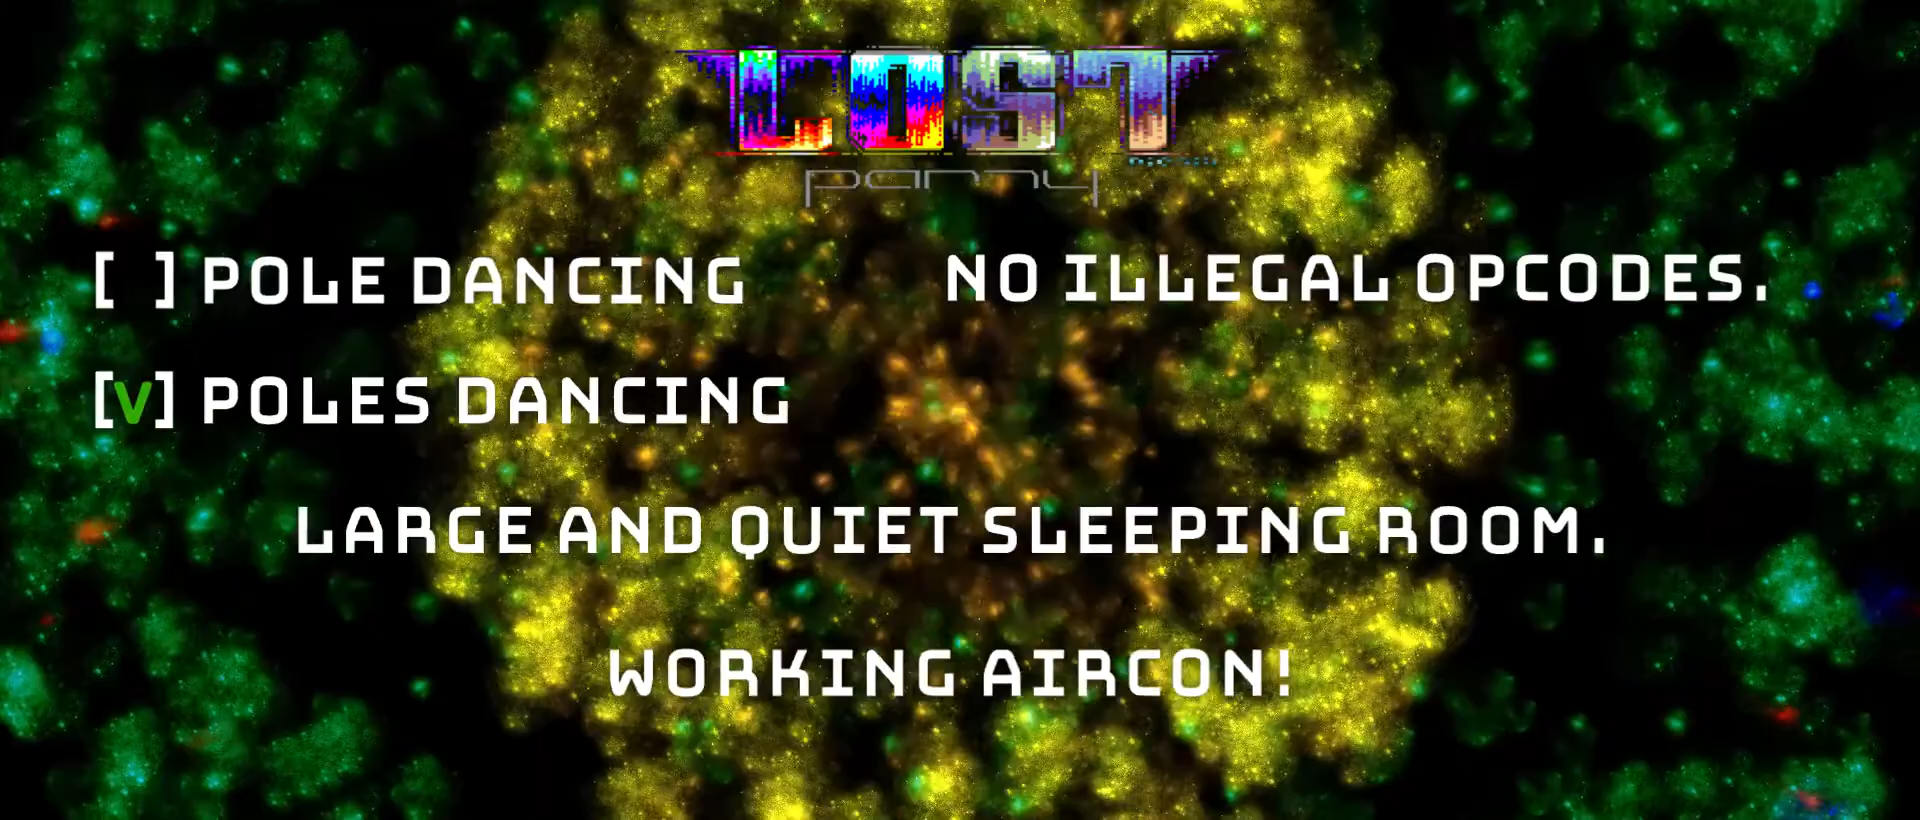 LOST
party
[ ] POLE DANCING
NO ILLEGAL OPCODES.
[V] POLES DANCING
LARGE AND QUIET SLEEPING ROOM.
WORKING AIRCON!